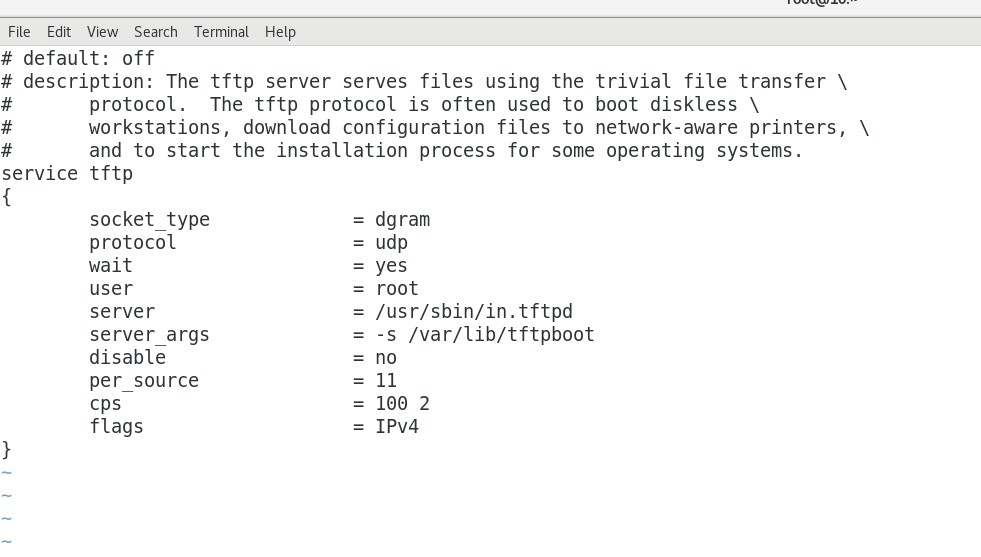 File Edit View Search Terminal Help
# default: off
# description: The tftp server serves files using the trivial file transfer \
#       protocol.  The tftp protocol is often used to boot diskless \
#       workstations, download configuration files to network-aware printers, \
#       and to start the installation process for some operating systems.
service tftp
{
        socket_type             = dgram
        protocol                = udp
        wait                    = yes
        user                    = root
        server                  = /usr/sbin/in.tftpd
        server_args             = -s /var/lib/tftpboot
        disable                 = no
        per_source              = 11
        cps                     = 100 2
        flags                   = IPv4
}
~
~
~
~